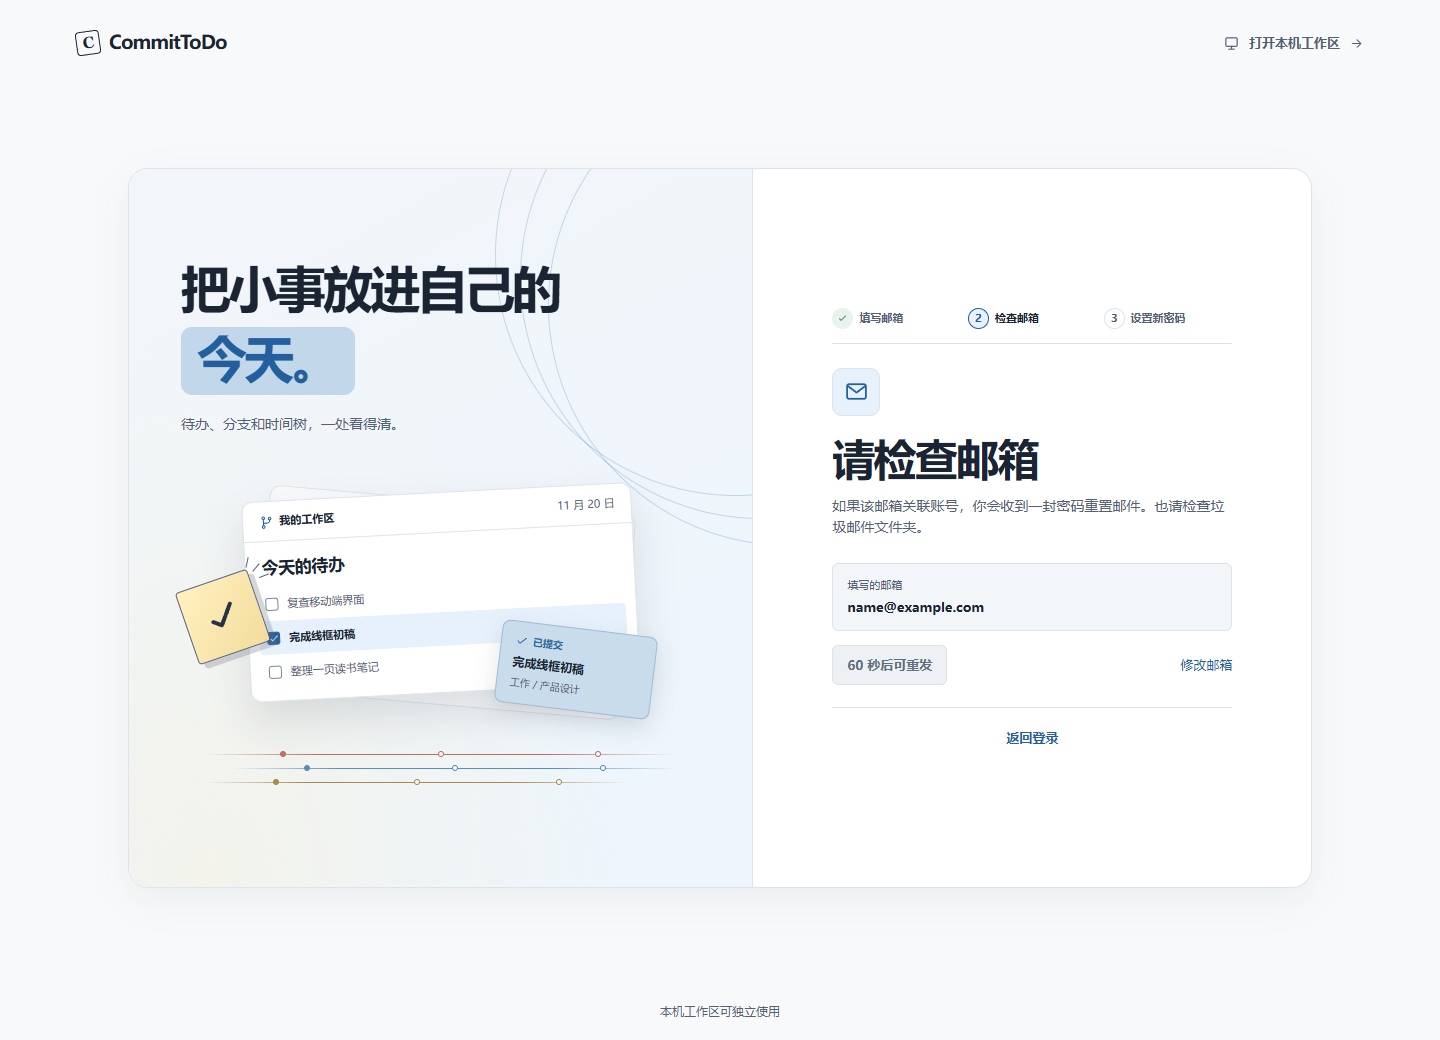 C CommitToDo
打开本机工作区 →
把小事放进自己的
今天。
待办、分支和时间树，一处看得清。
我的工作区
11 月 20 日
今天的待办
复查移动端界面
完成线框初稿
整理一页读书笔记
已提交
完成线框初稿
工作 / 产品设计
填写邮箱
2 检查邮箱
3 设置新密码
请检查邮箱
如果该邮箱关联账号，你会收到一封密码重置邮件。也请检查垃
圾邮件文件夹。
填写的邮箱
name@example.com
60 秒后可重发
修改邮箱
返回登录
本机工作区可独立使用